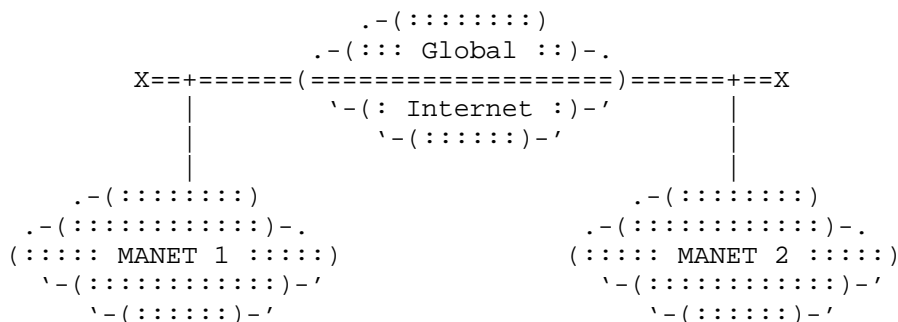 .-(::::::::)
.-(::: Global ::)-.
X==+======(===================)======+==X
| `-(: Internet :)-' |
| `-(::::::)-' |
| |
.-(::::::::) .-(::::::::)
.-(::::::::::::)-. .-(::::::::::::)-.
(::::: MANET 1 :::::) (::::: MANET 2 :::::)
`-(::::::::::::)-' `-(::::::::::::)-'
`-(::::::)-' `-(::::::)-'